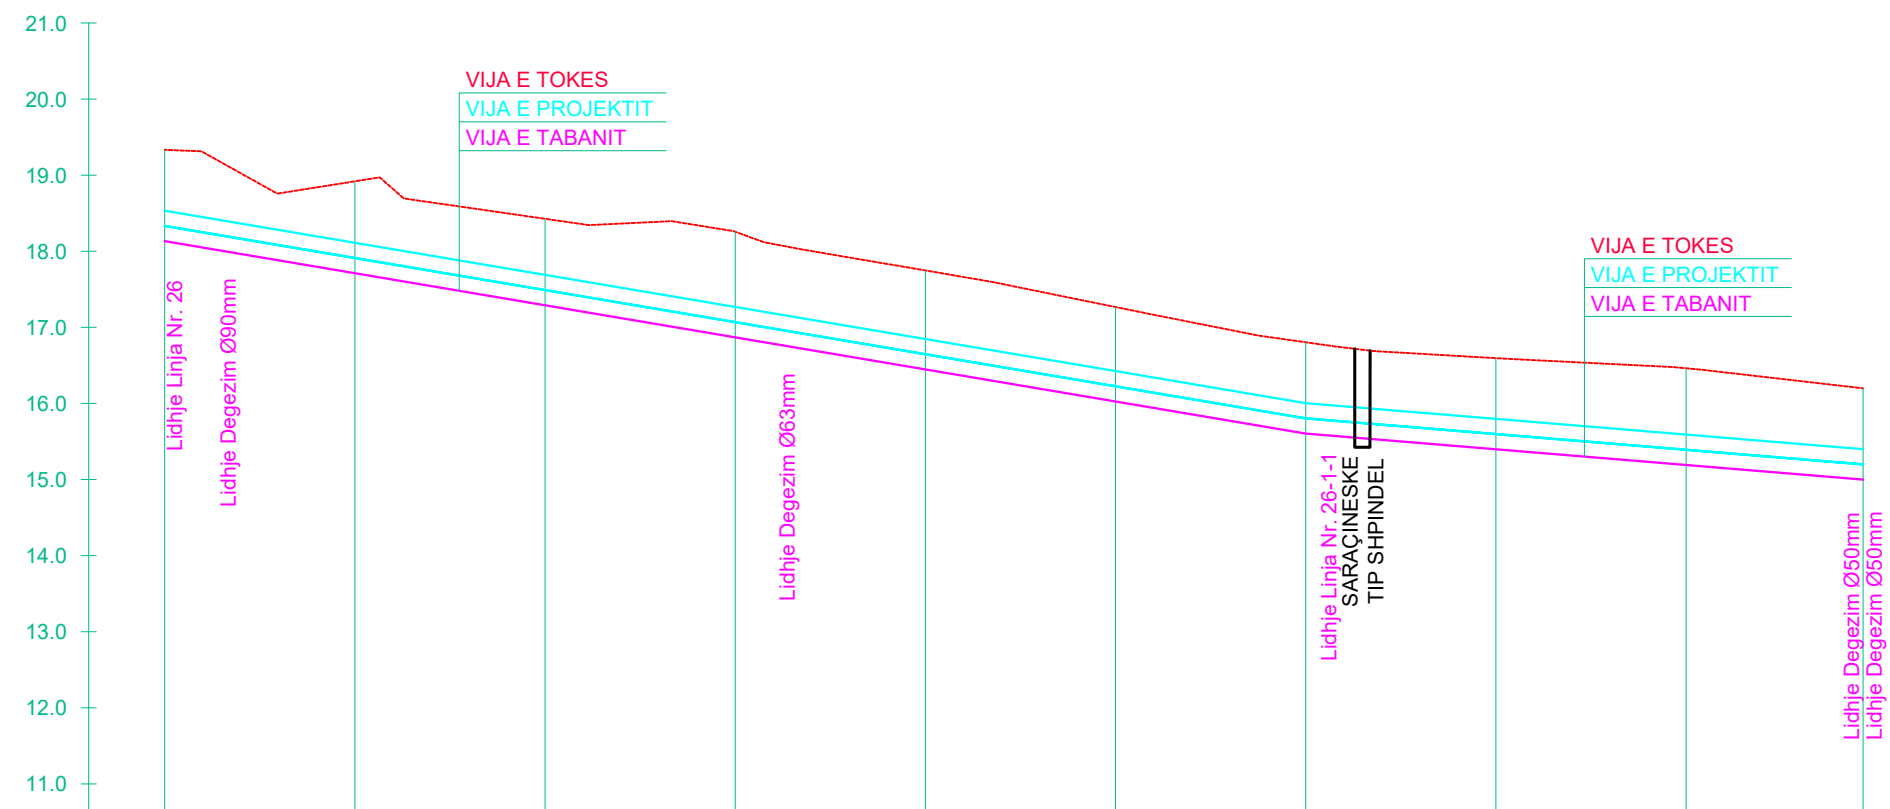 21.0
20.0
19.0
18.0
17.0
16.0
15.0
14.0
13.0
12.0
11.0
VIJA E TOKES
VIJA E PROJEKTIT
VIJA E TABANIT
VIJA E TOKES
VIJA E PROJEKTIT
VIJA E TABANIT
Lidhje Linja Nr. 26
Lidhje Degezim Ø90mm
Lidhje Degezim Ø63mm
Lidhje Linja Nr. 26-1-1
SARAÇINESKE
TIP SHPINDEL
Lidhje Degezim Ø50mm
Lidhje Degezim Ø50mm